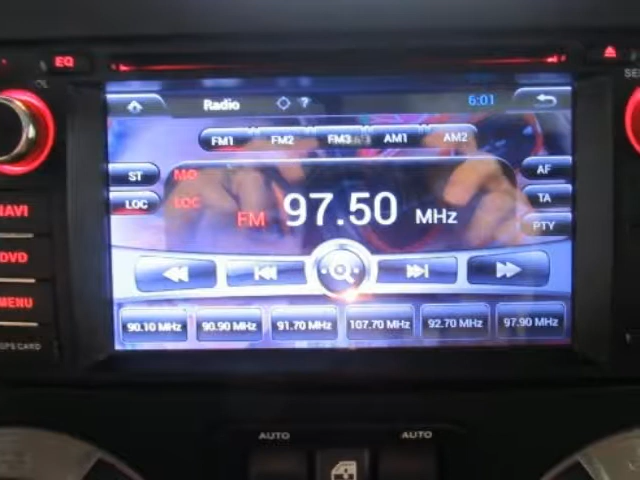 EQ
Radio ? 6:01
FM1 FM2 FM3 AM1 AM2
ST MO AF
LOC LOC TA
FM 97.50 MHz PTY
NAVI
DVD
MENU
90.10 MHz 90.90 MHz 91.70 MHz 107.70 MHz 92.70 MHz 97.90 MHz
GPS CARD
AUTO AUTO